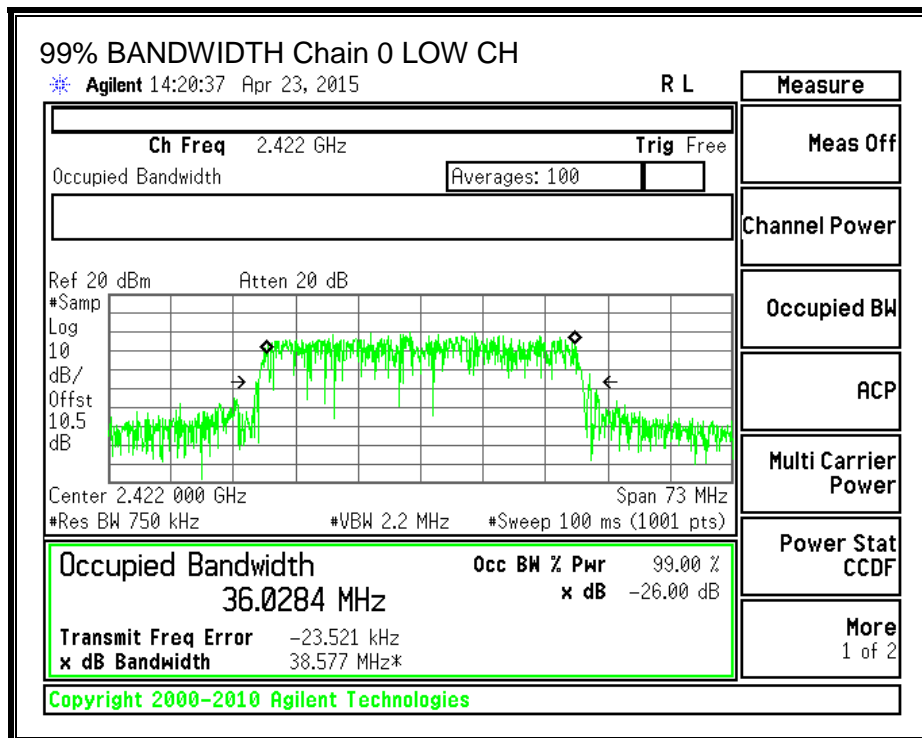 99% BANDWIDTH Chain 0 LOW CH
Agilent 14:20:37 Apr 23, 2015 R L
Measure
Ch Freq 2.422 GHz Trig Free
Occupied Bandwidth Averages: 100
Ref 20 dBm Atten 20 dB
#Samp
Log
10
dB/
Offst
10.5
dB
Center 2.422 000 GHz Span 73 MHz
#Res BW 750 kHz #VBW 2.2 MHz #Sweep 100 ms (1001 pts)
Occupied Bandwidth Occ BW % Pwr 99.00 %
36.0284 MHz x dB -26.00 dB
Transmit Freq Error -23.521 kHz
x dB Bandwidth 38.577 MHz*
Copyright 2000-2010 Agilent Technologies
Meas Off
Channel Power
Occupied BW
ACP
Multi Carrier
Power
Power Stat
CCDF
More
1 of 2